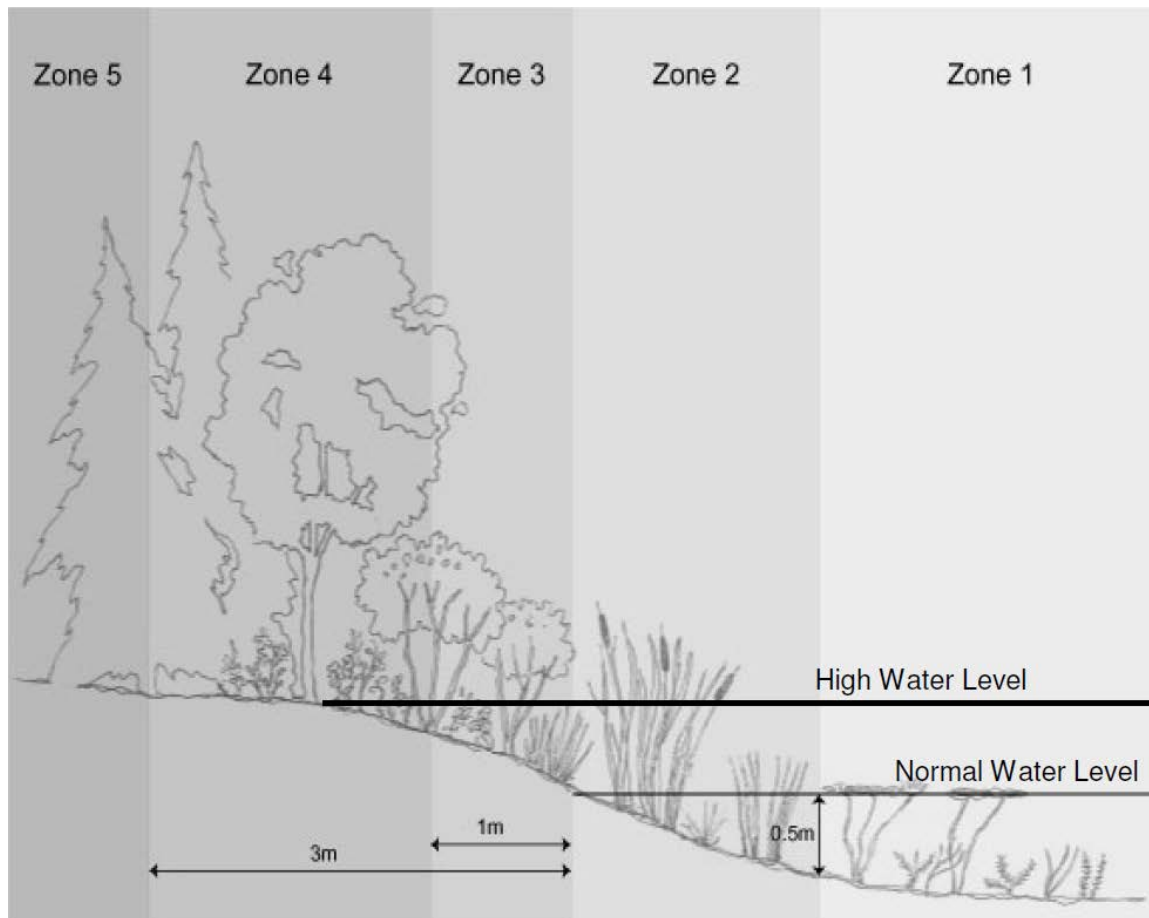 Zone 5
Zone 4
Zone 3
Zone 2
Zone 1
High Water Level
Normal Water Level
0.5m
1m
3m